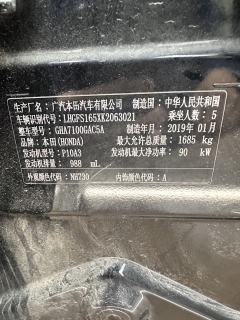 生产厂名：广汽本田汽车有限公司 制造国：中华人民共和国
车辆识别代号：LHGFS165XK2063021 乘坐人数：5
整车型号：GHA7100GAC5A 制造年月：2019年01月
品牌：本田(HONDA) 最大允许总质量：1685 kg
发动机型号：P10A3 发动机最大净功率：90 kW
发动机排量：988 mL
外观颜色代码：NH730 内饰颜色代码：A